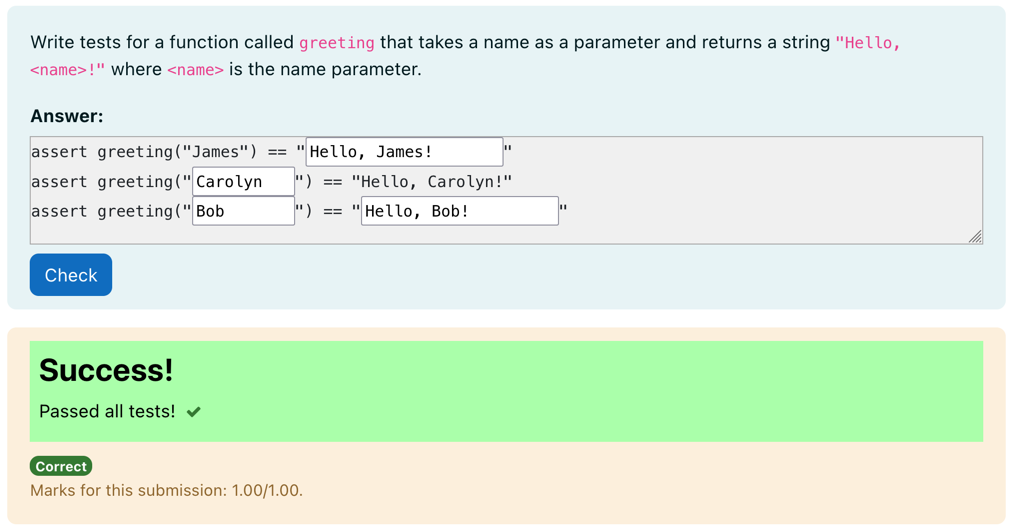 Write tests for a function called greeting that takes a name as a parameter and returns a string "Hello,
<name>!" where <name> is the name parameter.
Answer:
assert greeting("James") == "Hello, James!"
assert greeting("Carolyn") == "Hello, Carolyn!"
assert greeting("Bob") == "Hello, Bob!"
Check
Success!
Passed all tests! ✔
Correct
Marks for this submission: 1.00/1.00.